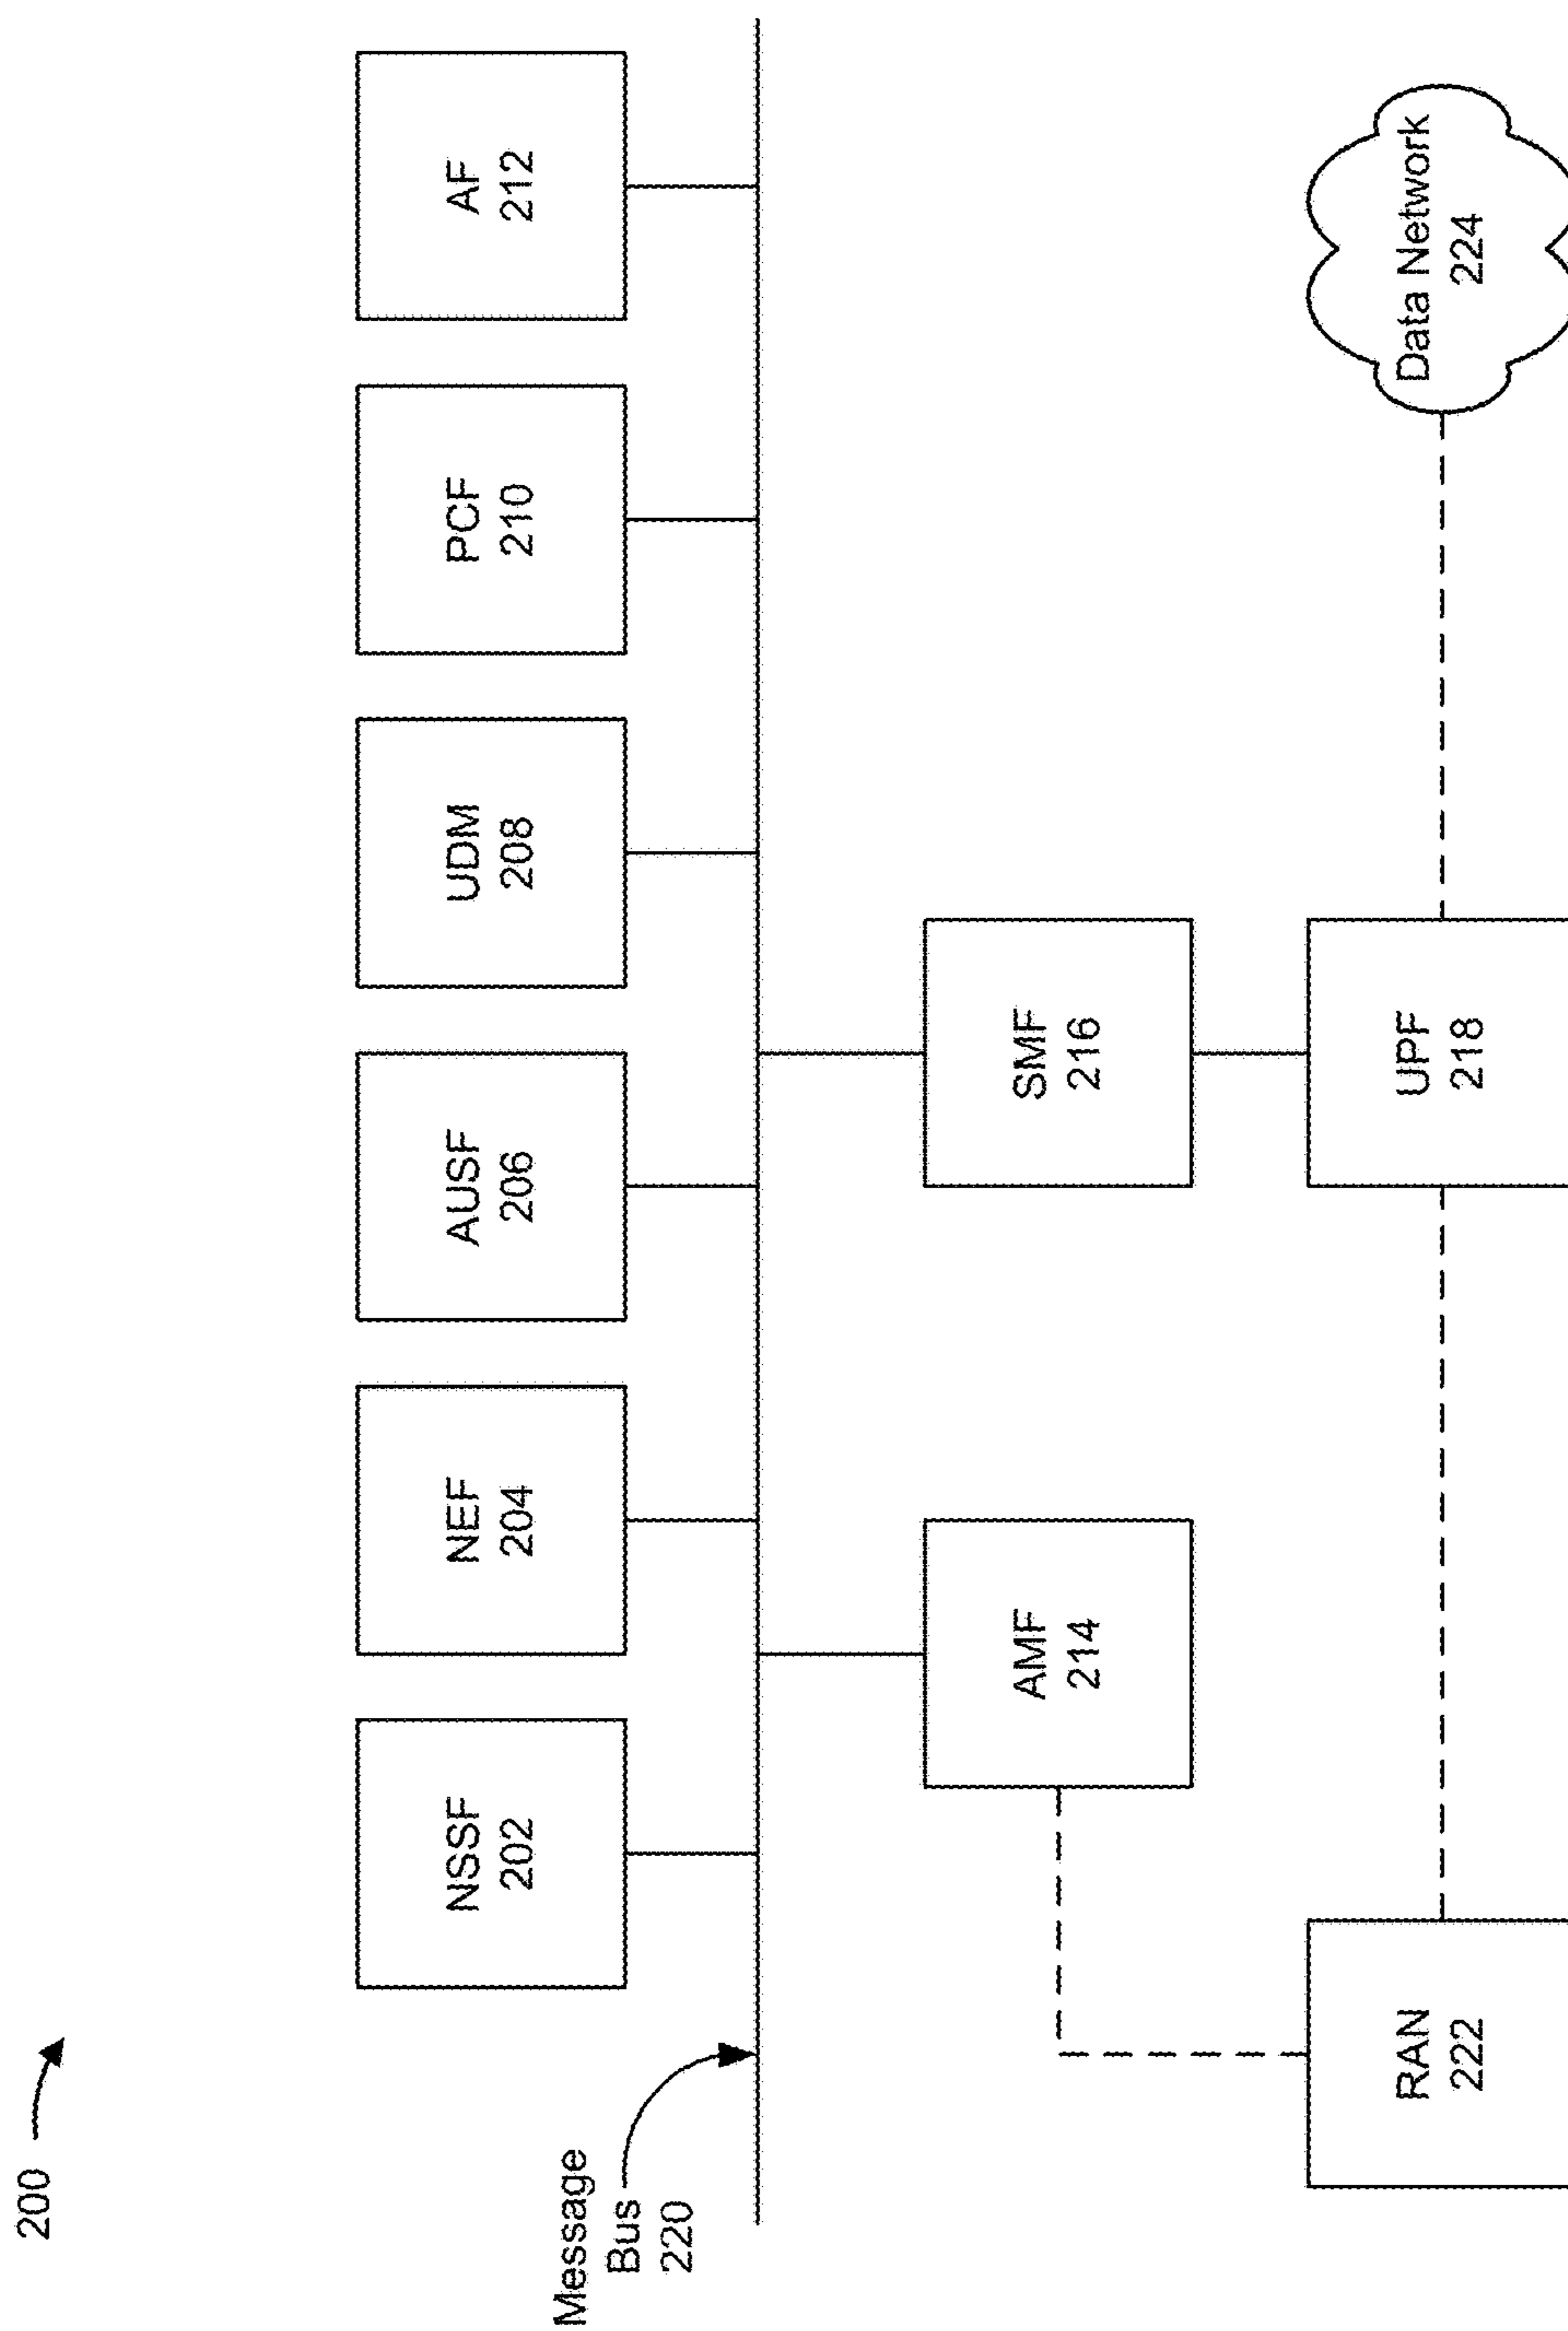 200
NSSF
202
NEF
204
AUSF
206
UDM
208
PCF
210
AF
212
Message
Bus
220
AMF
214
SMF
216
RAN
222
UPF
218
Data Network
224